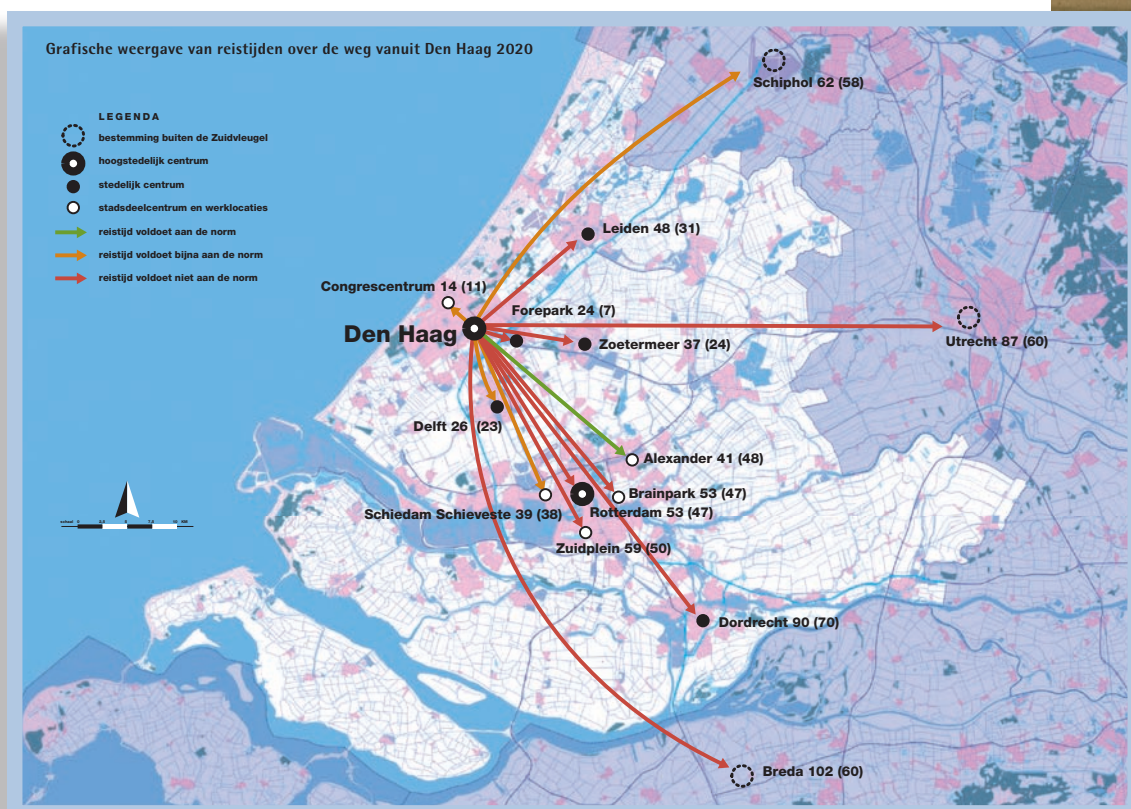 Grafische weergave van reistijden over de weg vanuit Den Haag 2020
LEGENDA
bestemming buiten de Zuidvleugel
hoogstedelijk centrum
stedelijk centrum
stadsdeelcentrum en werklocaties
reistijd voldoet aan de norm
reistijd voldoet bijna aan de norm
reistijd voldoet niet aan de norm
Schiphol 62 (58)
Leiden 48 (31)
Congrescentrum 14 (11)
Forepark 24 (7)
Den Haag
Zoetermeer 37 (24)
Utrecht 87 (60)
Delft 26 (23)
Alexander 41 (48)
Brainpark 53 (47)
Schiedam Schieveste 39 (38)
Rotterdam 53 (47)
Zuidplein 59 (50)
Dordrecht 90 (70)
Breda 102 (60)